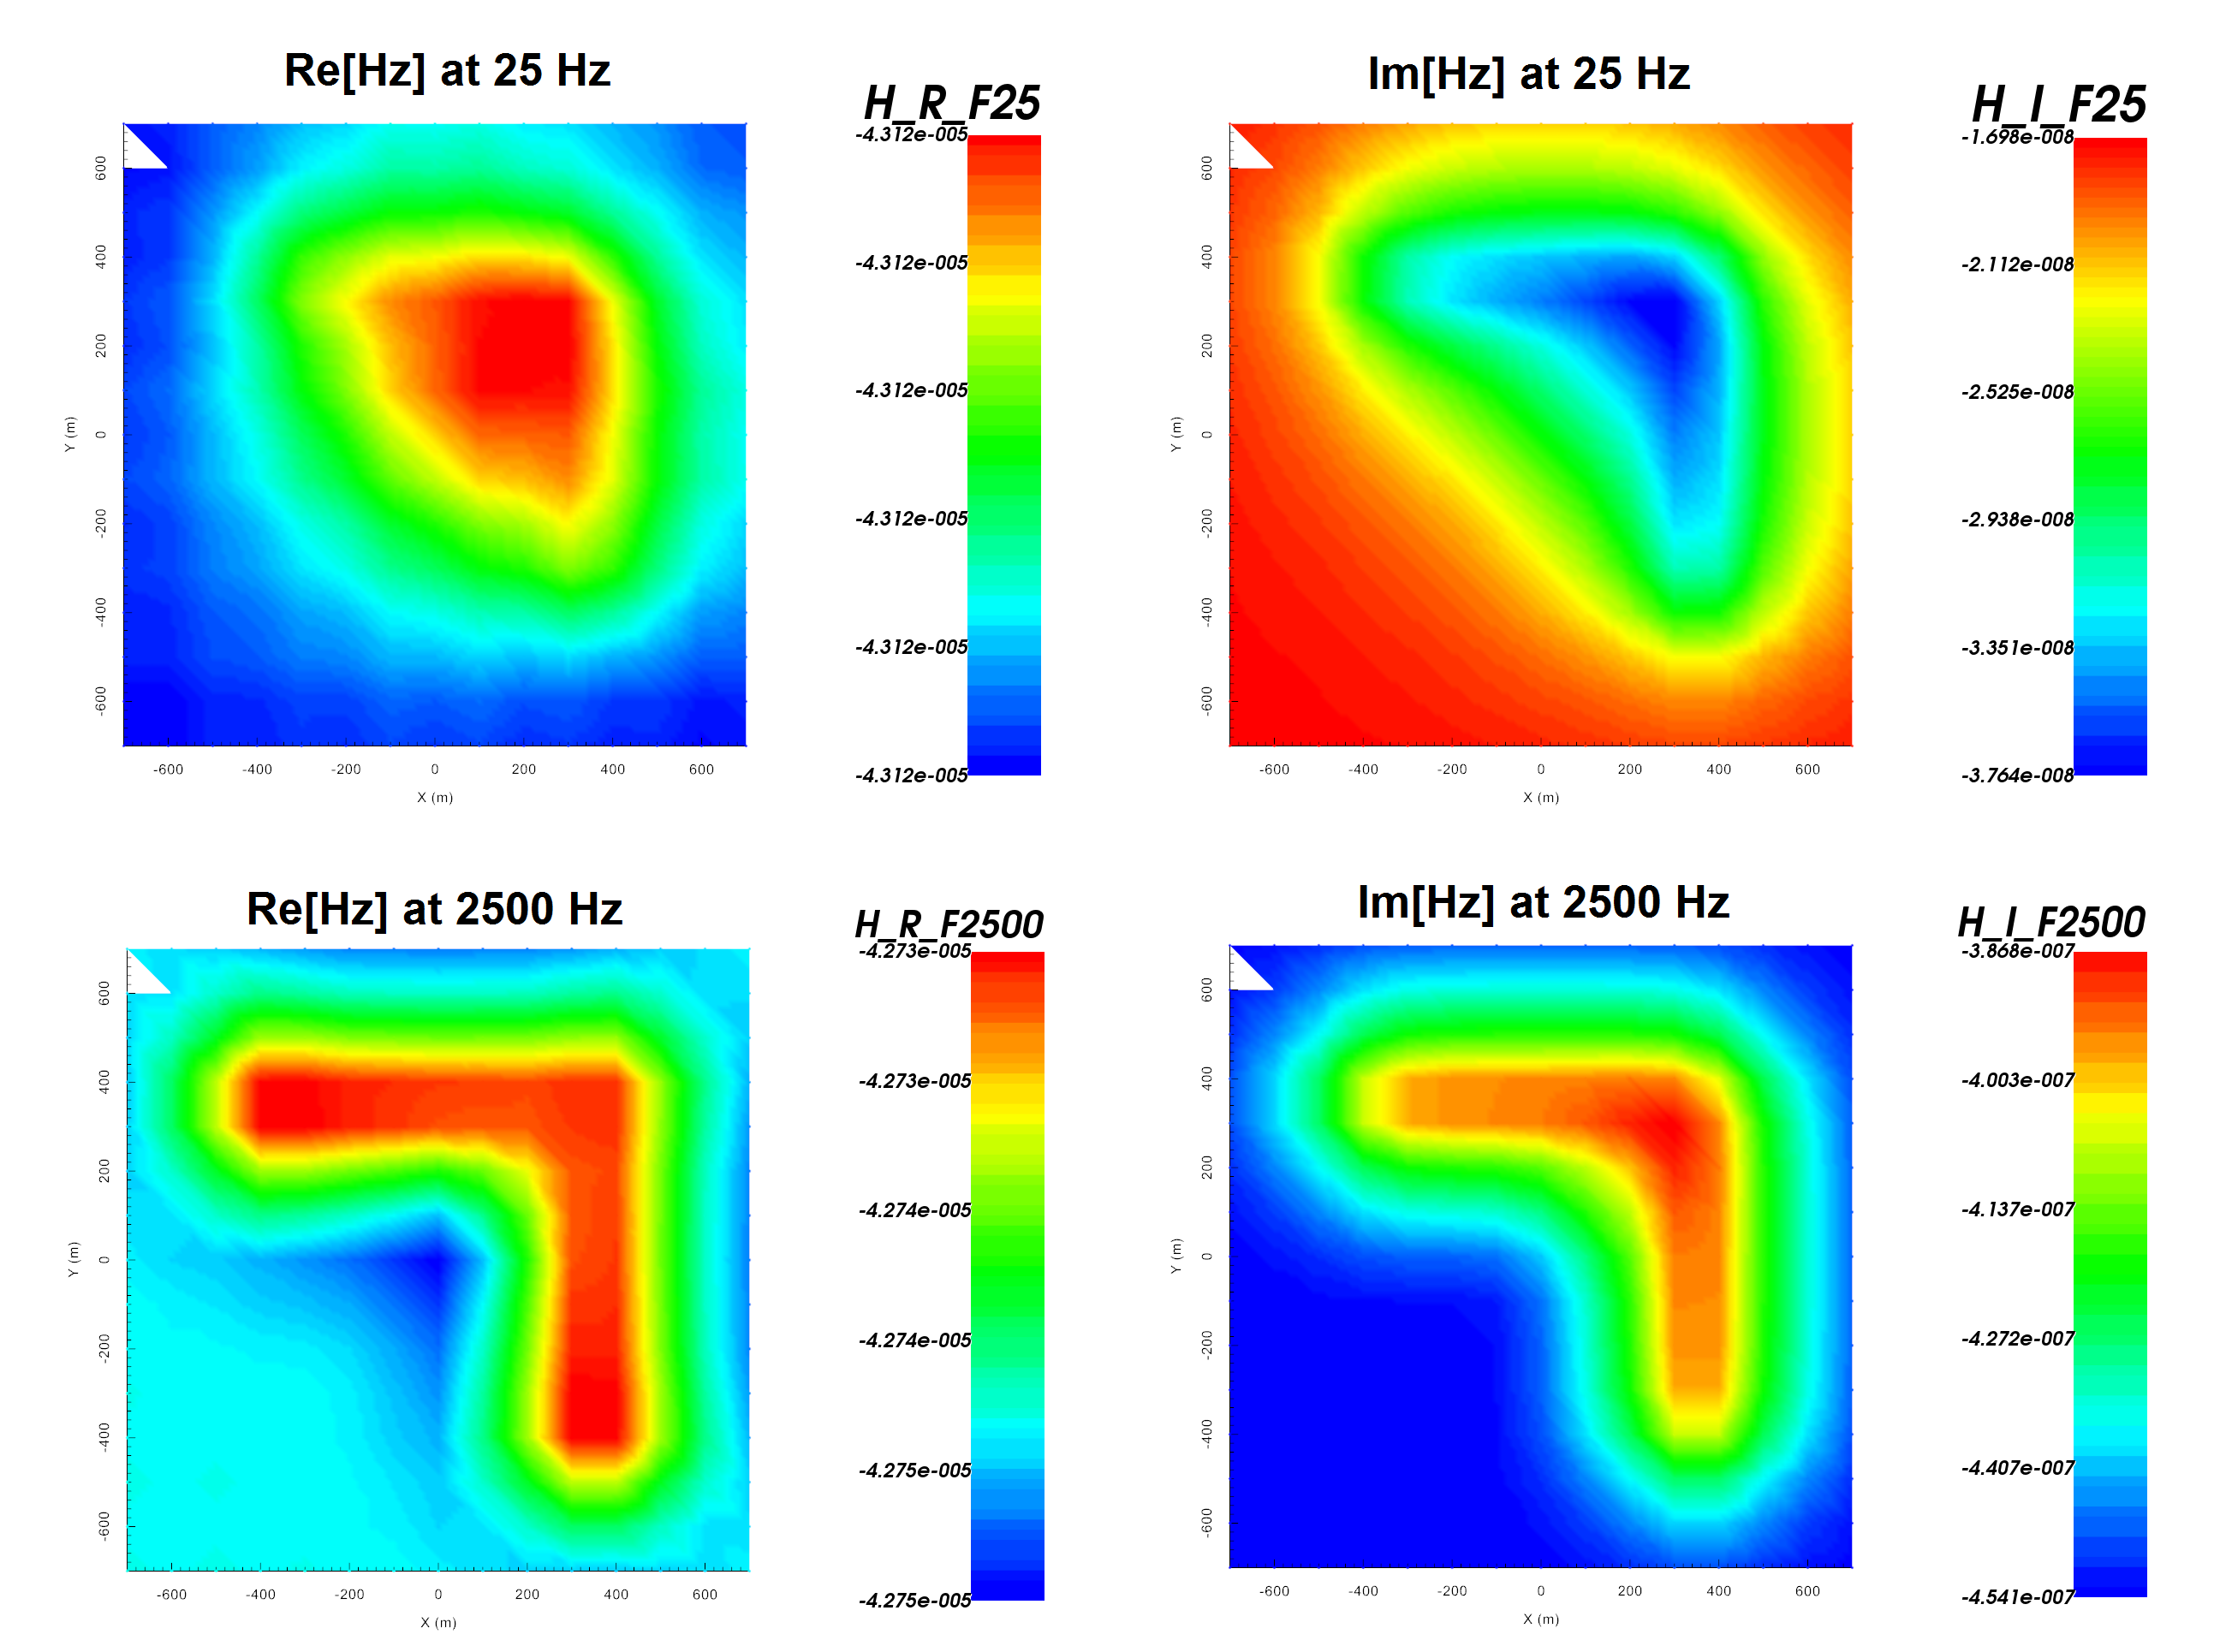 Re[Hz] at 25 Hz
H_R_F25
-4.312e-005
-4.312e-005
-4.312e-005
-4.312e-005
-4.312e-005
-4.312e-005
600
400
200
0
-200
-400
-600
Y (m)
-600 -400 -200 0 200 400 600
X (m)
Im[Hz] at 25 Hz
H_I_F25
-1.698e-008
-2.112e-008
-2.525e-008
-2.938e-008
-3.351e-008
-3.764e-008
600
400
200
0
-200
-400
-600
Y (m)
-600 -400 -200 0 200 400 600
X (m)
Re[Hz] at 2500 Hz
H_R_F2500
-4.273e-005
-4.273e-005
-4.274e-005
-4.274e-005
-4.275e-005
-4.275e-005
600
400
200
0
-200
-400
-600
Y (m)
-600 -400 -200 0 200 400 600
X (m)
Im[Hz] at 2500 Hz
H_I_F2500
-3.868e-007
-4.003e-007
-4.137e-007
-4.272e-007
-4.407e-007
-4.541e-007
600
400
200
0
-200
-400
-600
Y (m)
-600 -400 -200 0 200 400 600
X (m)